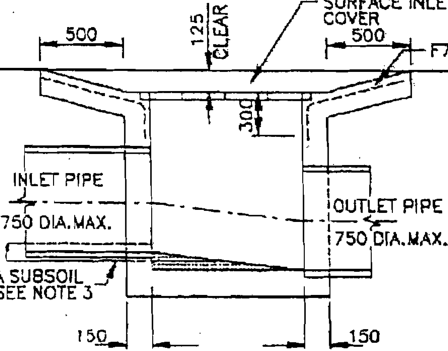 SURFACE INLET
COVER
500
125
CLEAR
500
F7
300
INLET PIPE
750 DIA.MAX.
OUTLET PIPE
750 DIA.MAX.
A SUBSOIL
SEE NOTE 3
150
150